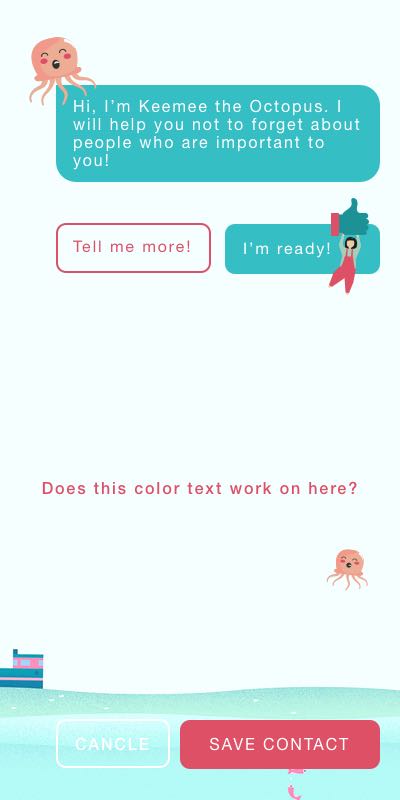 Hi, I'm Keemee the Octopus. I
will help you not to forget about
people who are important to
you!
Tell me more!
I'm ready!
Does this color text work on here?
CANCLE
SAVE CONTACT